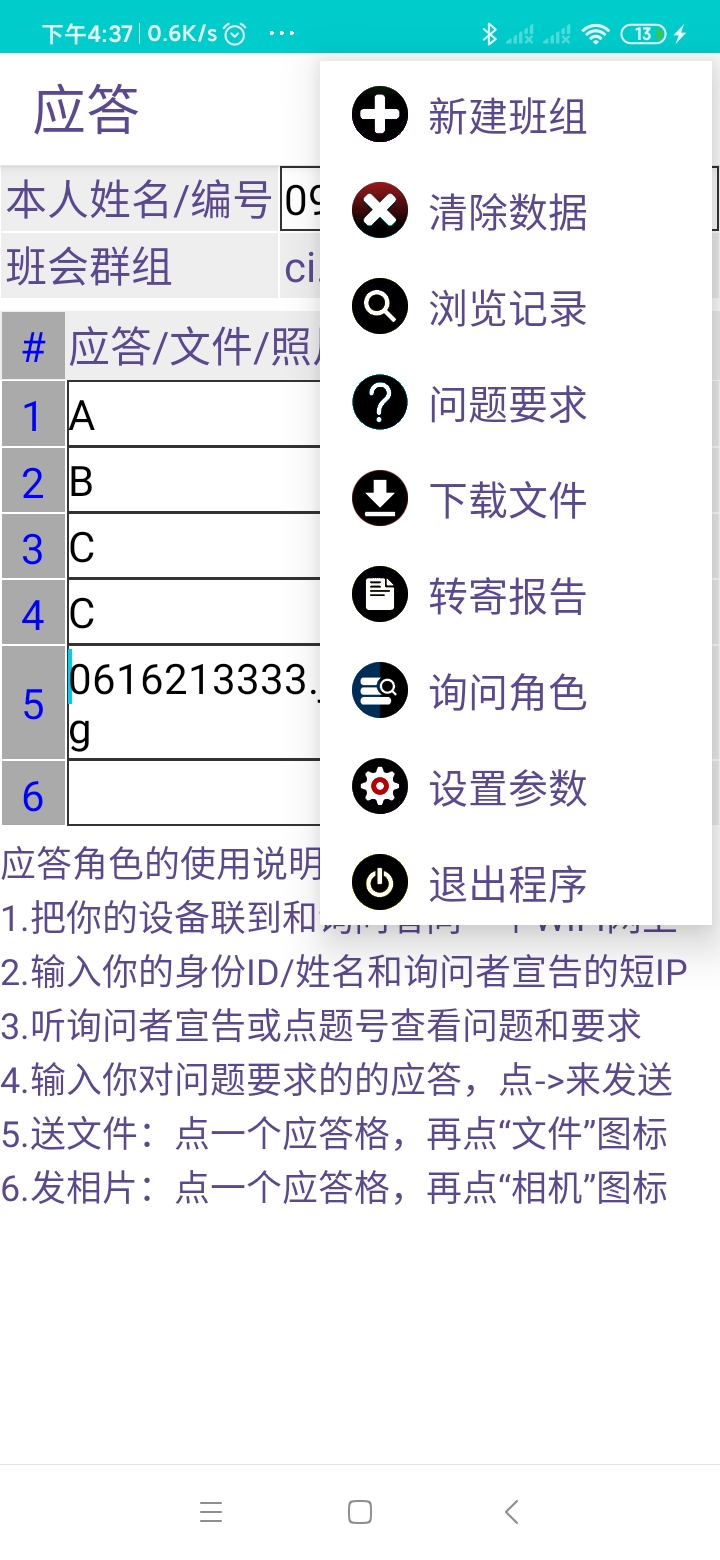 下午4:37 0.6K/s ...
13
应答
新建班组
清除数据
浏览记录
问题要求
下载文件
转寄报告
询问角色
设置参数
退出程序
本人姓名/编号 09
班会群组 ci.
# 应答/文件/照
1 A
2 B
3 C
4 C
5 0616213333.
g
6
应答角色的使用说明
1.把你的设备联到和
2.输入你的身份ID/姓名和询问者宣告的短IP
3.听询问者宣告或点题号查看问题和要求
4.输入你对问题要求的的应答，点->来发送
5.送文件：点一个应答格，再点“文件”图标
6.发相片：点一个应答格，再点“相机”图标